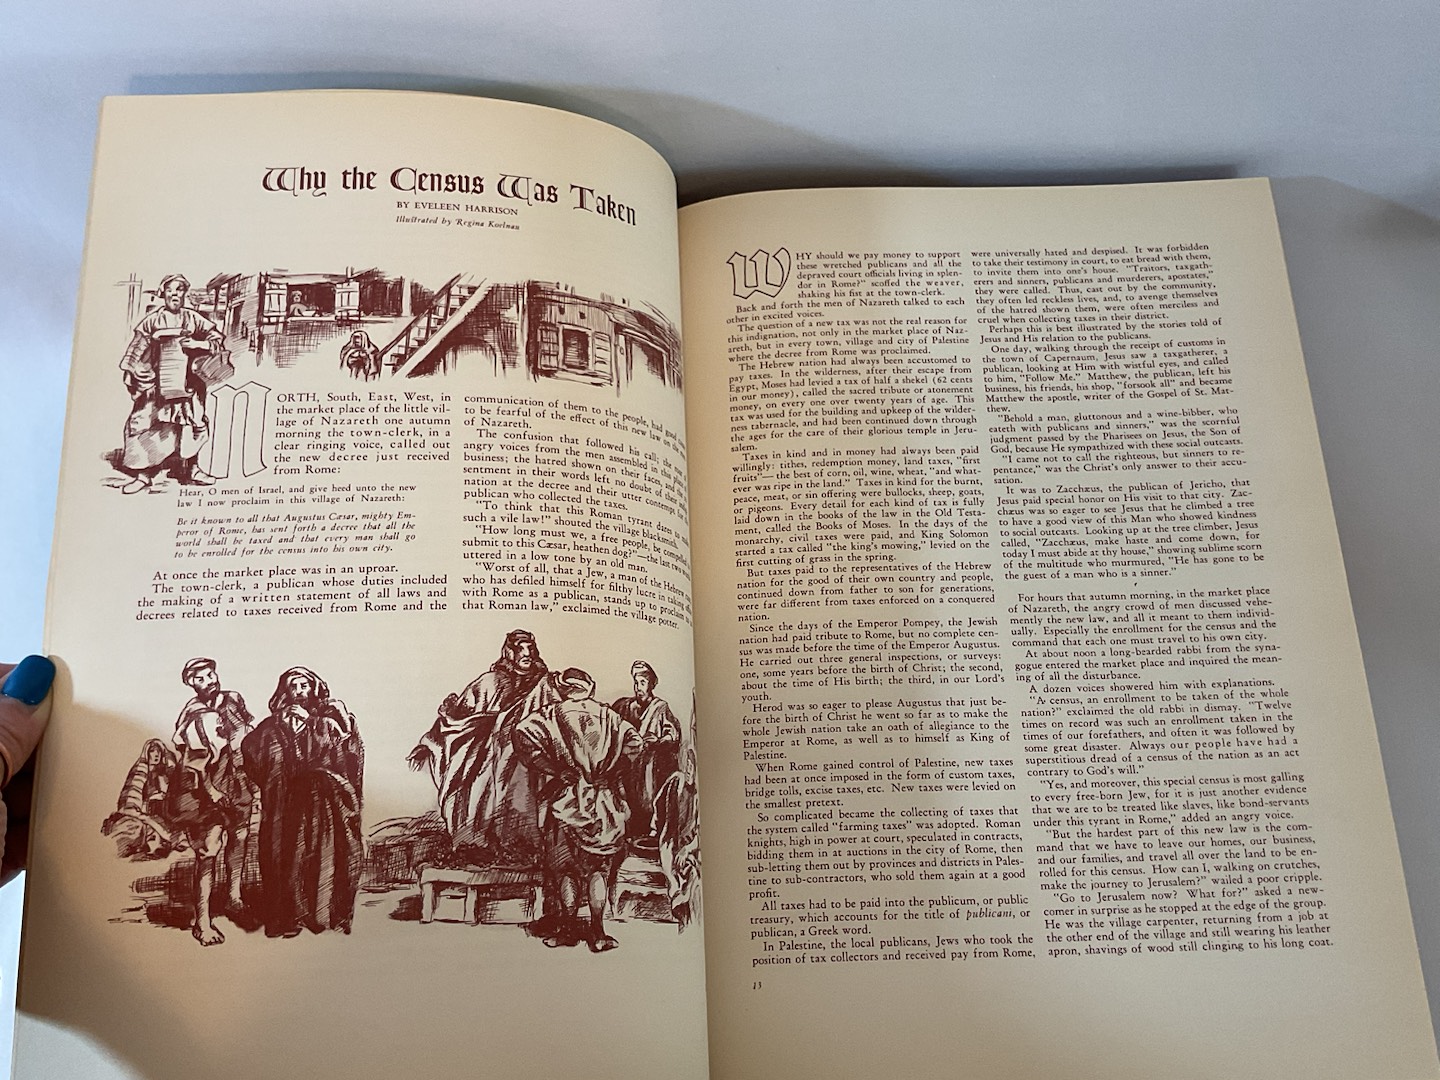 Why the Census Was Taken
BY EVELEEN HARRISON
Illustrated by Regina
NORTH, South, East, West, in
the market place of the little vil-
lage of Nazareth one autumn
morning the town-clerk, in a
clear ringing voice, called out
the new decree just received
from Rome:
Hear, O men of Israel, and give heed unto the new
law I now proclaim in this village of Nazareth:
Be it known to all that Augustus Cæsar, mighty Em-
peror of Rome, has sent forth a decree that all the
world shall be taxed and that every man shall go
to be enrolled for the census into his own city.
At once the market place was in an uproar.
The town-clerk, a publican whose duties included
the making of a written statement of all laws and
decrees related to taxes received from Rome and the
communication of them to the people, had good
to be fearful of the effect of this new law on the
of Nazareth.
The confusion that followed his call; the
angry voices from the men assembled in the place
business; the hatred shown on their faces, and the
sentment in their words left no doubt of their
nation at the decree and their utter contempt for
publican who collected the taxes.
"To think that this Roman tyrant dares
such a vile law!" shouted the village blacksmith.
"How long must we, a free people, be compelled
submit to this Cæsar, heathen dog?"—the last two
uttered in a low tone by an old man.
"Worst of all, that a Jew, a man of the Hebrew
who has defiled himself for filthy lucre in taking
with Rome as a publican, stands up to proclaim
that Roman law," exclaimed the village potter.
WHY should we pay money to support
these wretched publicans and all the
depraved court officials living in splen-
dor in Rome?" scoffed the weaver,
shaking his fist at the town-clerk.
Back and forth the men of Nazareth talked to each
other in excited voices.
The question of a new tax was not the real reason for
this indignation, not only in the market place of Naz-
areth, but in every town, village and city of Palestine
where the decree from Rome was proclaimed.
The Hebrew nation had always been accustomed to
pay taxes. In the wilderness, after their escape from
Egypt, Moses had levied a tax of half a shekel (62 cents
in our money), called the sacred tribute or atonement
money, on every one over twenty years of age. This
tax was used for the building and upkeep of the wilder-
ness tabernacle, and had been continued down through
the ages for the care of their glorious temple in Jeru-
salem.
Taxes in kind and in money had always been paid
willingly: tithes, redemption money, land taxes, "first
fruits"—the best of corn, oil, wine, wheat, "and what-
ever was ripe in the land." Taxes in kind for the burnt,
peace, meat, or sin offering were bullocks, sheep, goats,
or pigeons. Every detail for each kind of tax is fully
laid down in the books of the law in the Old Testa-
ment, called the Books of Moses. In the days of the
monarchy, civil taxes were paid, and King Solomon
started a tax called "the king's mowing," levied on the
first cutting of grass in the spring.
But taxes paid to the representatives of the Hebrew
nation for the good of their own country and people,
continued down from father to son for generations,
were far different from taxes enforced on a conquered
nation.
Since the days of the Emperor Pompey, the Jewish
nation had paid tribute to Rome, but no complete cen-
sus was made before the time of the Emperor Augustus.
He carried out three general inspections, or surveys:
one, some years before the birth of Christ; the second,
about the time of His birth; the third, in our Lord's
youth.
Herod was so eager to please Augustus that just be-
fore the birth of Christ he went so far as to make the
whole Jewish nation take an oath of allegiance to the
Emperor at Rome, as well as to himself as King of
Palestine.
When Rome gained control of Palestine, new taxes
had been at once imposed in the form of custom taxes,
bridge tolls, excise taxes, etc. New taxes were levied on
the smallest pretext.
So complicated became the collecting of taxes that
the system called "farming taxes" was adopted. Roman
knights, high in power at court, speculated in contracts,
bidding them in at auctions in the city of Rome, then
sub-letting them out by provinces and districts in Pales-
tine to sub-contractors, who sold them again at a good
profit.
All taxes had to be paid into the publicum, or public
treasury, which accounts for the title of publicani, or
publican, a Greek word.
In Palestine, the local publicans, Jews who took the
position of tax collectors and received pay from Rome,
were universally hated and despised. It was forbidden
to take their testimony in court, to eat bread with them,
to invite them into one's house. "Traitors, taxgath-
erers and sinners, publicans and murderers, apostates,"
they were called. Thus, cast out by the community,
they often led reckless lives, and, to avenge themselves
of the hatred shown them, were often merciless and
cruel when collecting taxes in their district.
Perhaps this is best illustrated by the stories told of
Jesus and His relation to the publicans.
One day, walking through the receipt of customs in
the town of Capernaum, Jesus saw a taxgatherer, a
publican, looking at Him with wistful eyes, and called
to him, "Follow Me." Matthew, the publican, left his
business, his friends, his shop, "forsook all" and became
Matthew the apostle, writer of the Gospel of St. Mat-
thew.
"Behold a man, gluttonous and a wine-bibber, who
eateth with publicans and sinners," was the scornful
judgment passed by the Pharisees on Jesus, the Son of
God, because He sympathized with these social outcasts.
"I came not to call the righteous, but sinners to re-
pentance," was the Christ's only answer to their accu-
sation.
It was to Zacchæus, the publican of Jericho, that
Jesus paid special honor on His visit to that city. Zac-
chæus was so eager to see Jesus that he climbed a tree
to have a good view of this Man who showed kindness
to social outcasts. Looking up at the tree climber, Jesus
called, "Zacchæus, make haste and come down, for
today I must abide at thy house," showing sublime scorn
of the multitude who murmured, "He has gone to be
the guest of a man who is a sinner."
For hours that autumn morning, in the market place
of Nazareth, the angry crowd of men discussed vehe-
mently the new law, and all it meant to them individ-
ually. Especially the enrollment for the census and the
command that each one must travel to his own city.
At about noon a long-bearded rabbi from the syna-
gogue entered the market place and inquired the mean-
ing of all the disturbance.
A dozen voices showered him with explanations.
"A census, an enrollment to be taken of the whole
nation?" exclaimed the old rabbi in dismay. "Twelve
times on record was such an enrollment taken in the
times of our forefathers, and often it was followed by
some great disaster. Always our people have had a
superstitious dread of a census of the nation as an act
contrary to God's will."
"Yes, and moreover, this special census is most galling
to every free-born Jew, for it is just another evidence
that we are to be treated like slaves, like bond-servants
under this tyrant in Rome," added an angry voice.
"But the hardest part of this new law is the com-
mand that we have to leave our homes, our business,
and our families, and travel all over the land to be en-
rolled for this census. How can I, walking on crutches,
make the journey to Jerusalem?" wailed a poor cripple.
"Go to Jerusalem now? What for?" asked a new-
comer in surprise as he stopped at the edge of the group.
He was the village carpenter, returning from a job at
the other end of the village and still wearing his leather
apron, shavings of wood still clinging to his long coat.
13